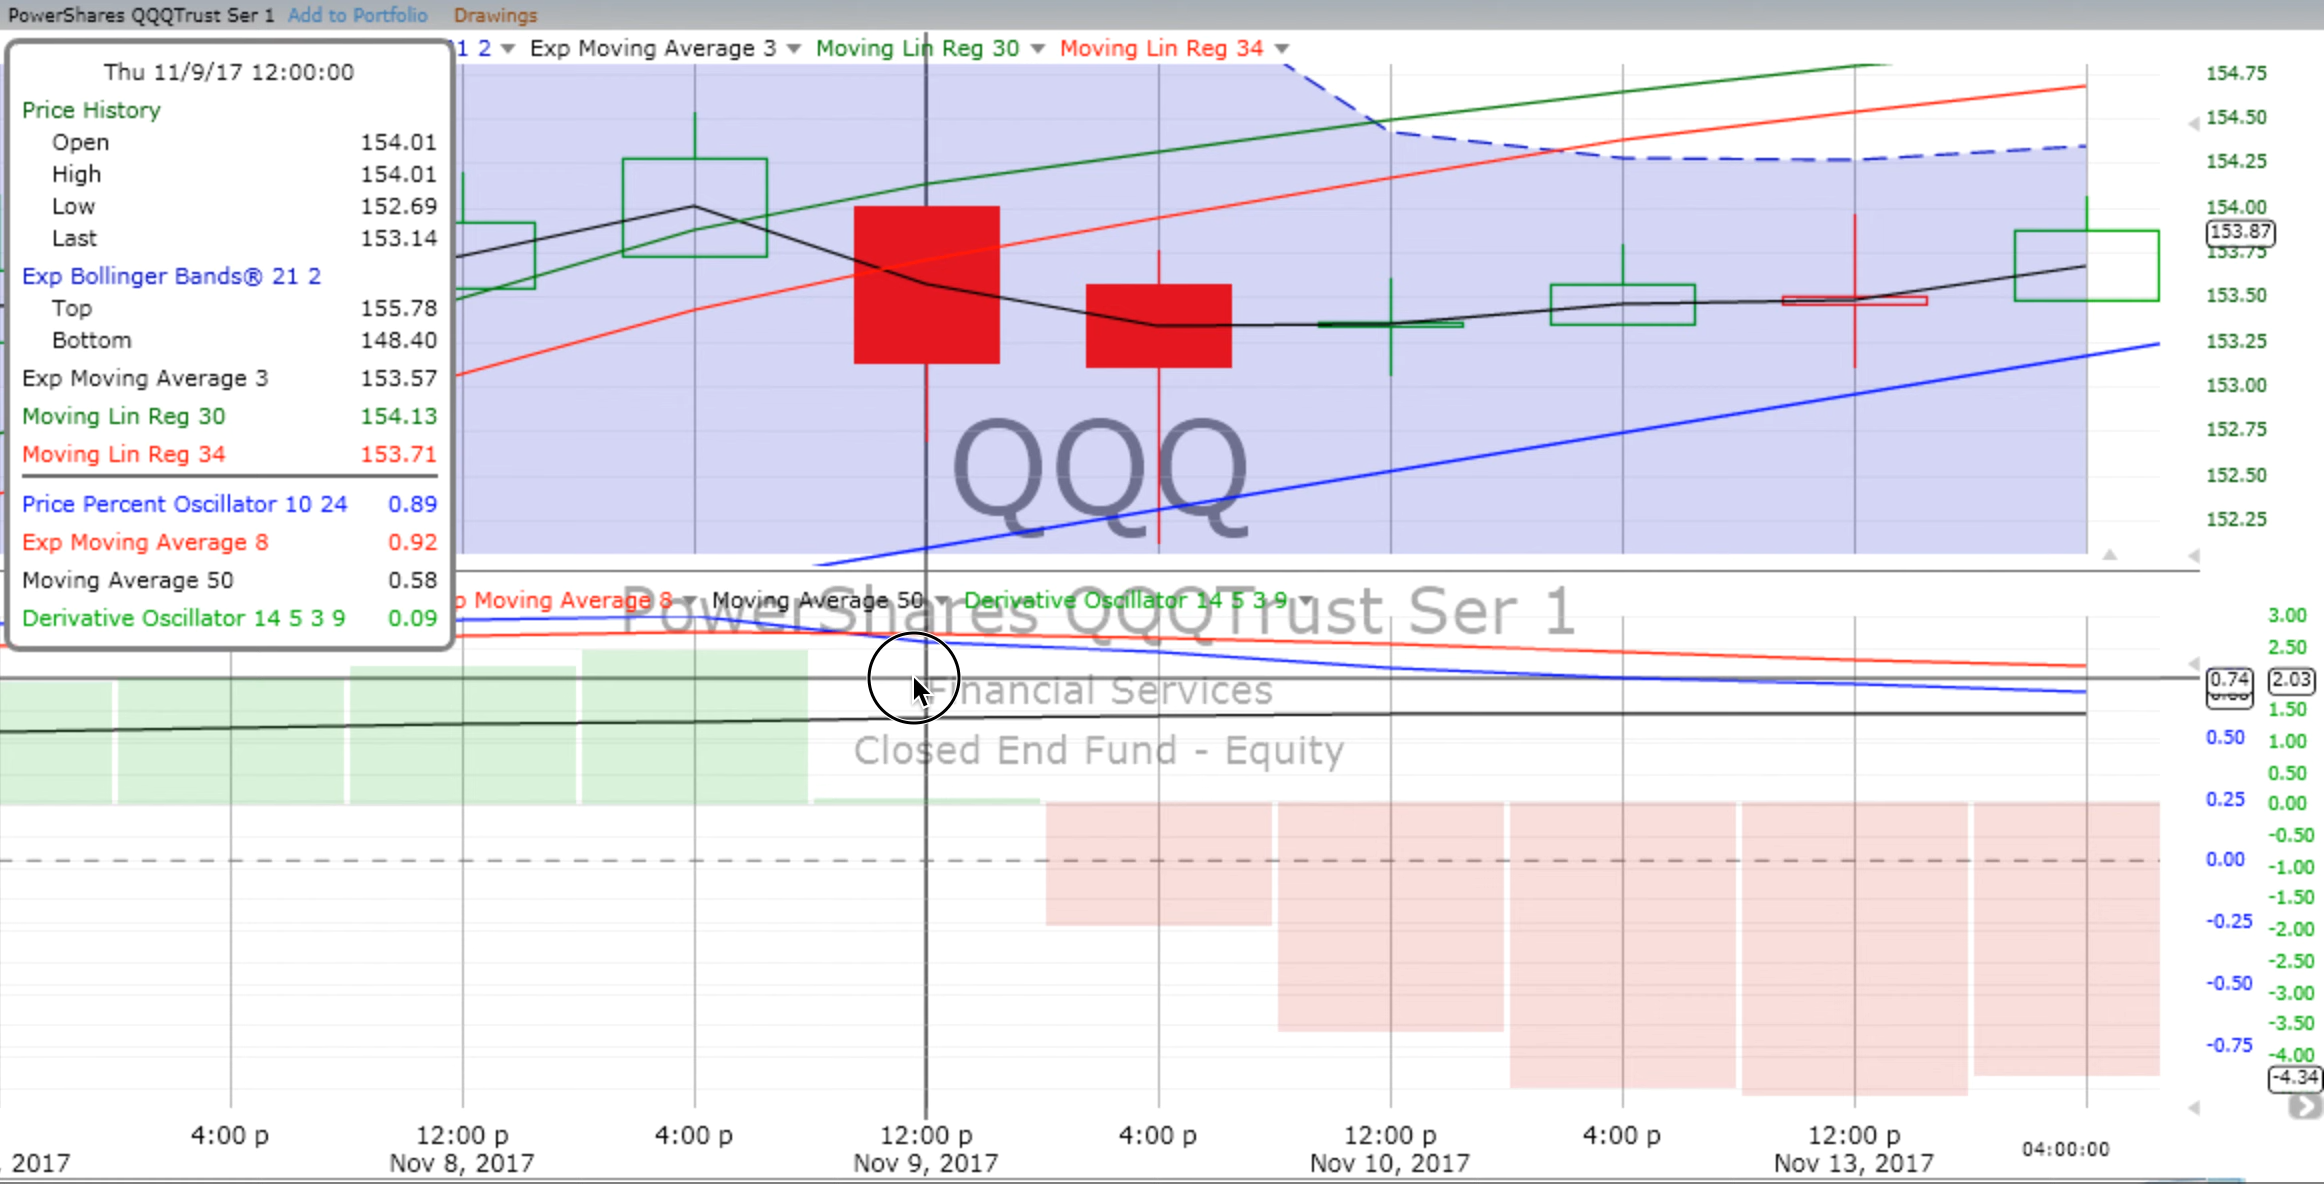 PowerShares QQQTrust Ser 1 Add to Portfolio Drawings
1 2 Exp Moving Average 3 Moving Lin Reg 30 Moving Lin Reg 34
Thu 11/9/17 12:00:00
Price History
Open 154.01
High 154.01
Low 152.69
Last 153.14
Exp Bollinger Bands® 21 2
Top 155.78
Bottom 148.40
Exp Moving Average 3 153.57
Moving Lin Reg 30 154.13
Moving Lin Reg 34 153.71
Price Percent Oscillator 10 24 0.89
Exp Moving Average 8 0.92
Moving Average 50 0.58
Derivative Oscillator 14 5 3 9 0.09
154.75
154.50
154.25
154.00
153.87
153.75
153.50
153.25
153.00
152.75
152.50
152.25
QQQ
p Moving Average 8 Moving Average 50 Derivative Oscillator 14 5 3 9
PowerShares QQQTrust Ser 1
Financial Services
Closed End Fund - Equity
0.74
0.50
0.25
0.00
-0.25
-0.50
-0.75
3.00
2.50
2.03
1.50
1.00
0.50
0.00
-0.50
-1.00
-1.50
-2.00
-2.50
-3.00
-3.50
-4.00
-4.34
4:00 p 12:00 p 4:00 p 12:00 p 4:00 p 12:00 p 4:00 p 12:00 p 04:00:00
, 2017 Nov 8, 2017 Nov 9, 2017 Nov 10, 2017 Nov 13, 2017